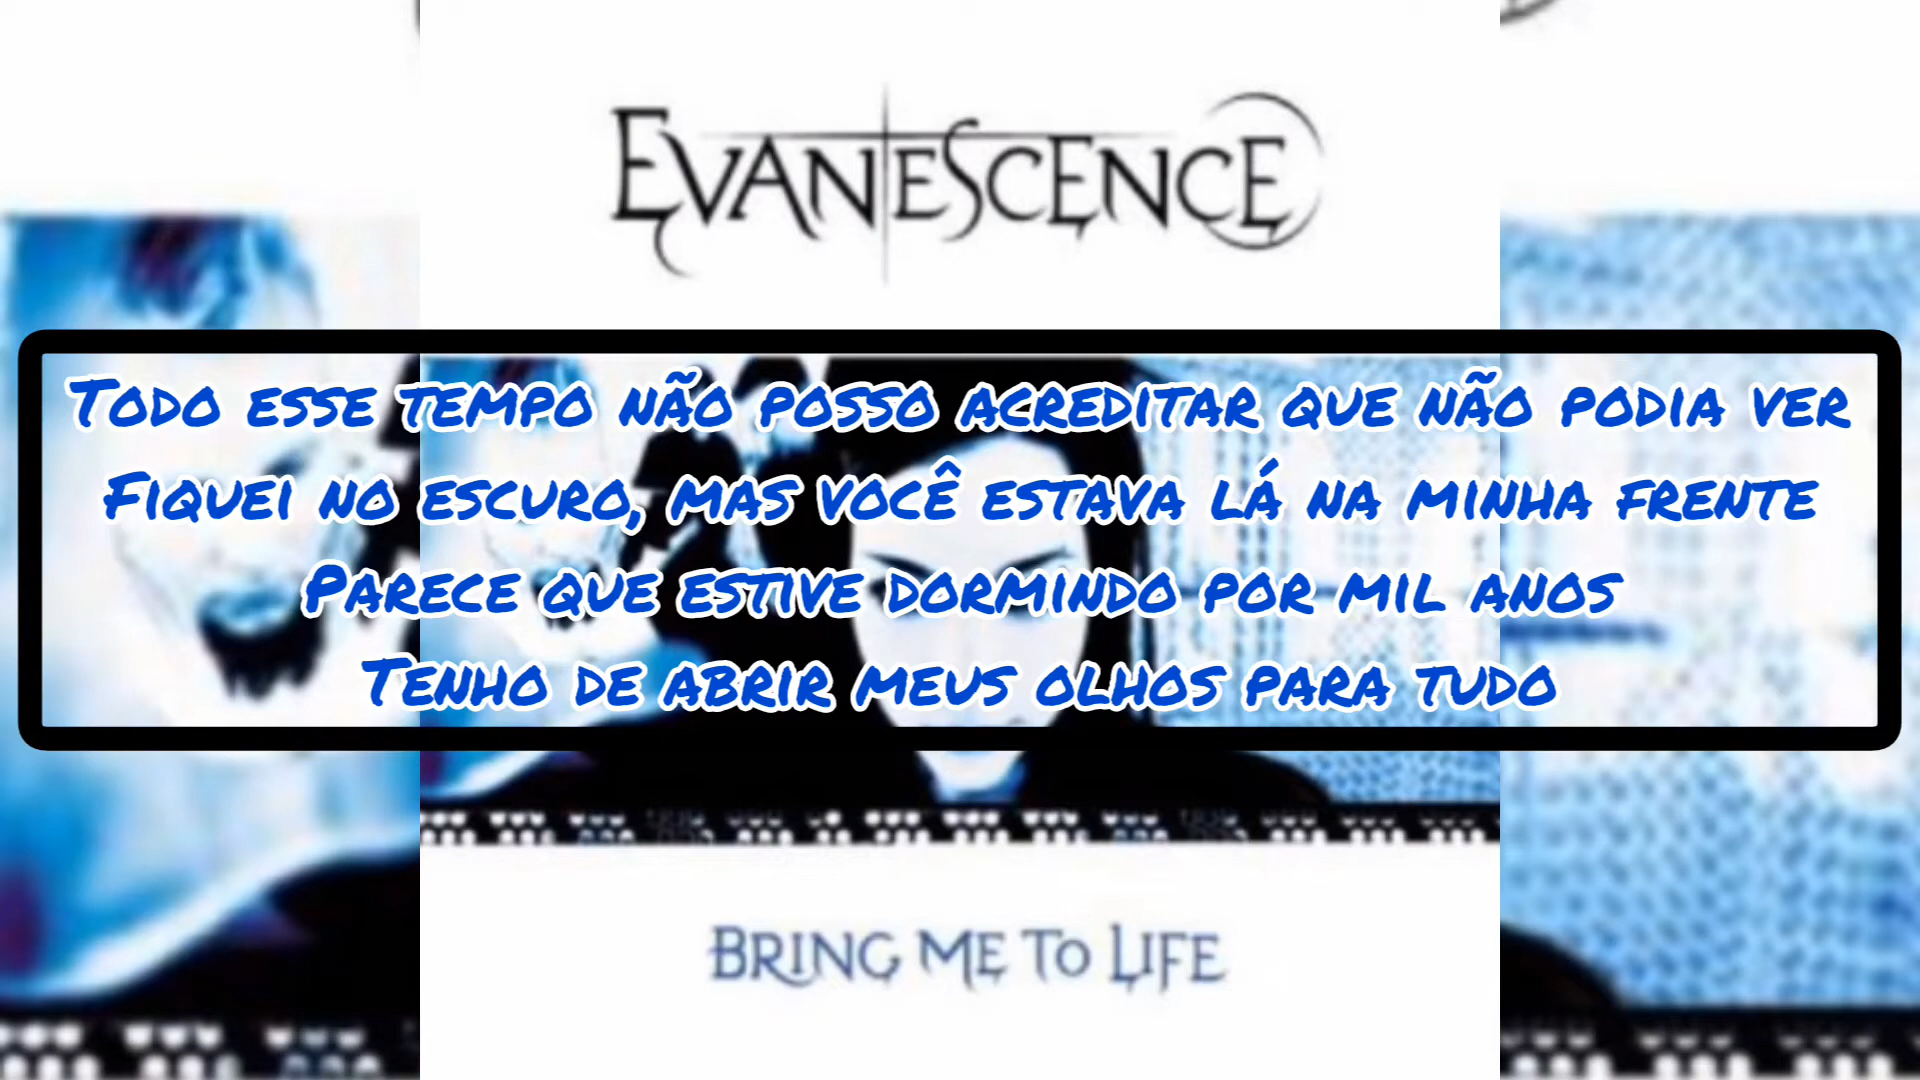 EVANESCENCE
TODO ESSE TEMPO NÃO POSSO ACREDITAR QUE NÃO PODIA VER
FIQUEI NO ESCURO, MAS VOCÊ ESTAVA LÁ NA MINHA FRENTE
PARECE QUE ESTIVE DORMINDO POR MIL ANOS
TENHO DE ABRIR MEUS OLHOS PARA TUDO
BRING ME TO LIFE